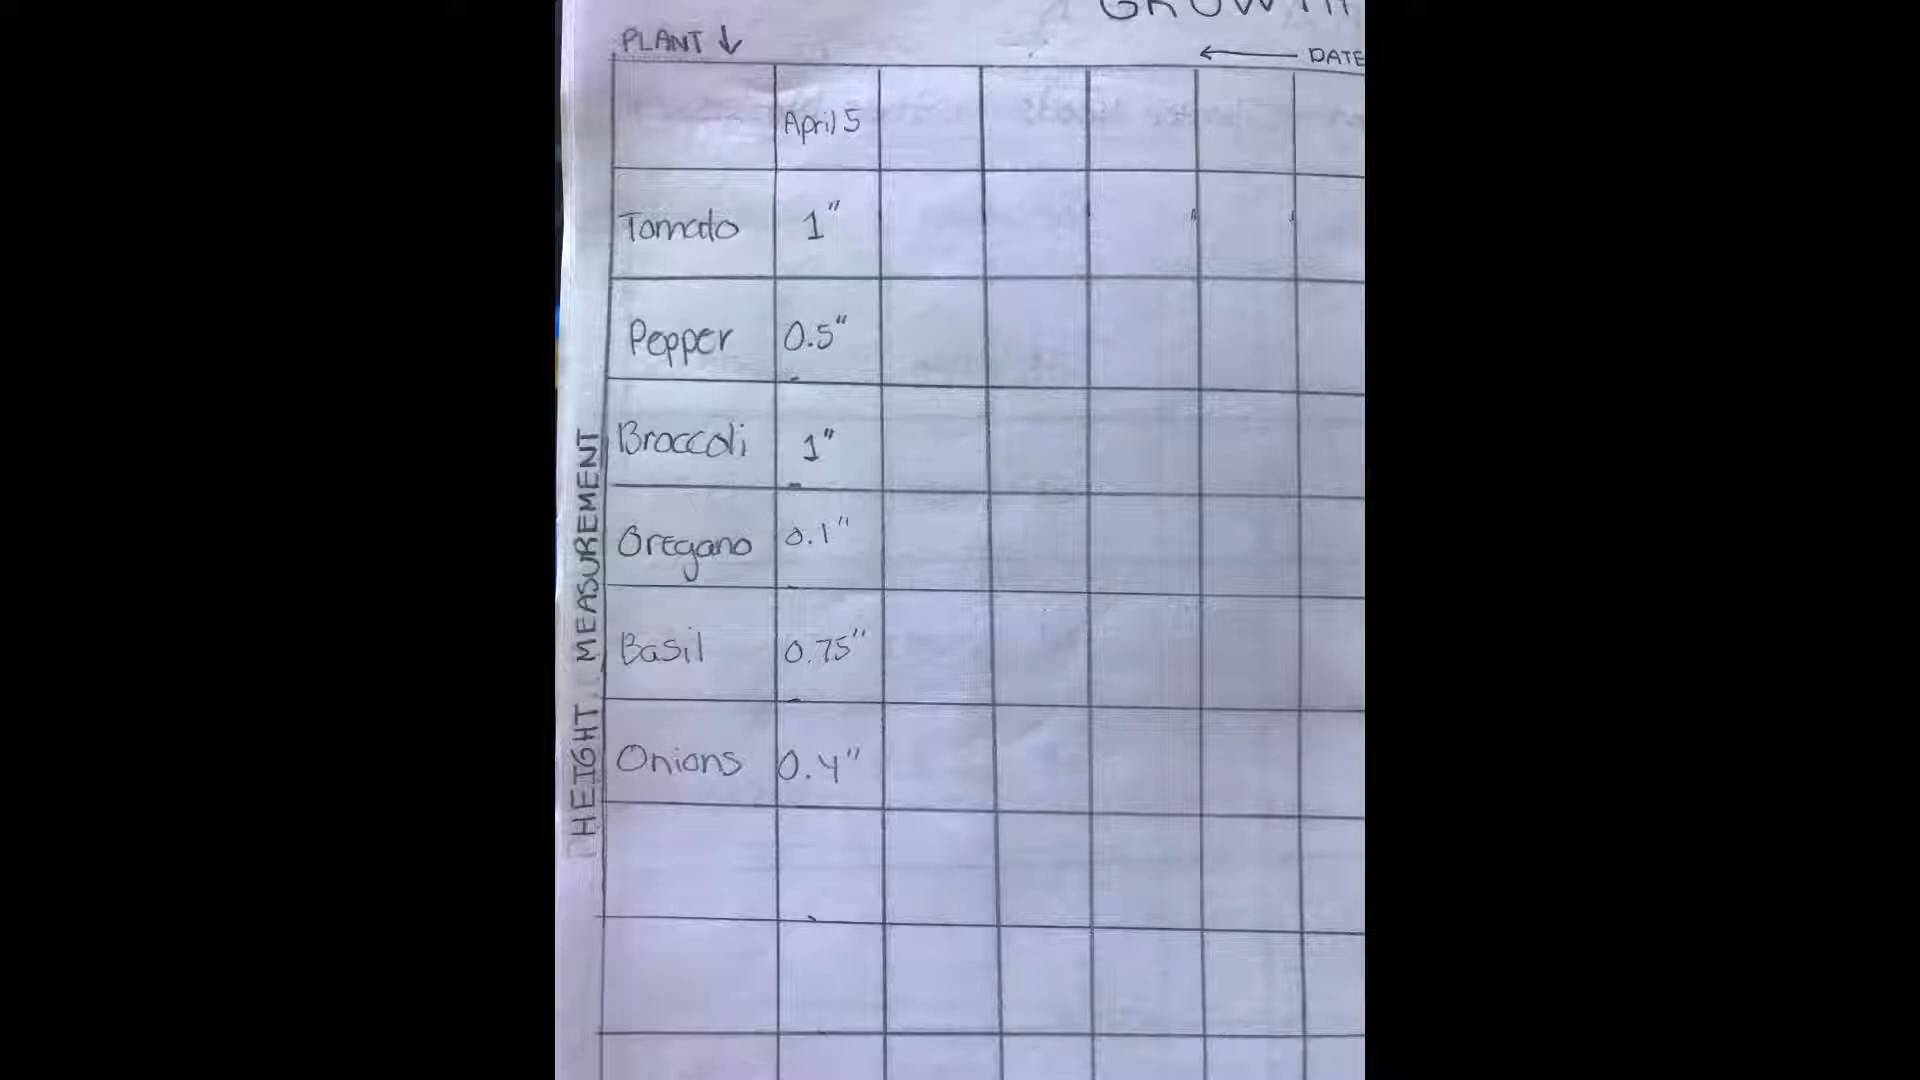 GROWTH
PLANT ↓
← DATE
April 5
Tomato 1"
Pepper 0.5"
Broccoli 1"
Oregano 0.1"
Basil 0.75"
Onions 0.4"
HEIGHT MEASUREMENT